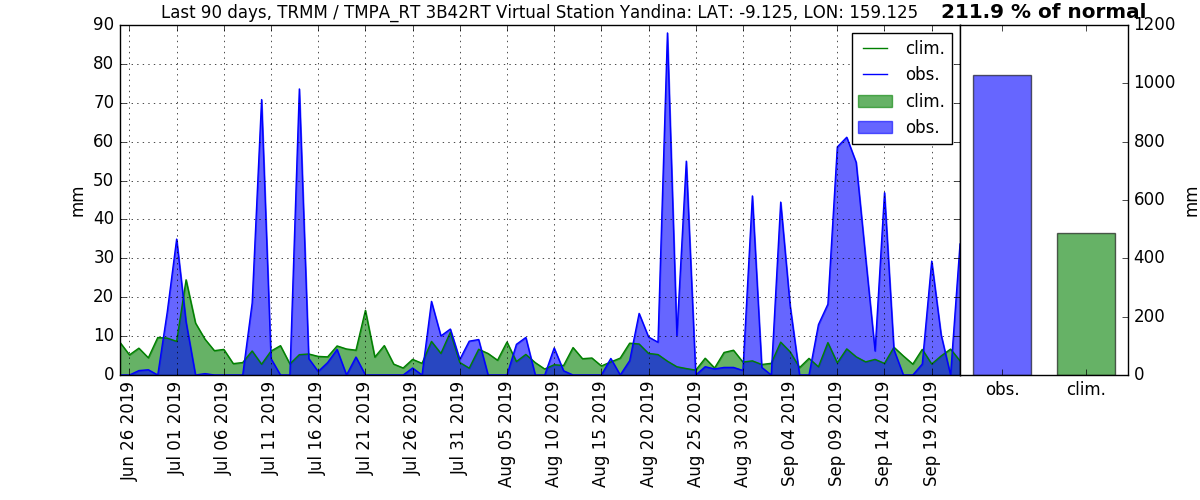 Last 90 days, TRMM / TMPA_RT 3B42RT Virtual Station Yandina: LAT: -9.125, LON: 159.125
211.9 % of normal
90
80
70
60
50
40
30
20
10
0
mm
clim.
obs.
clim.
obs.
1200
1000
800
600
400
200
0
mm
Jun 26 2019
Jul 01 2019
Jul 06 2019
Jul 11 2019
Jul 16 2019
Jul 21 2019
Jul 26 2019
Jul 31 2019
Aug 05 2019
Aug 10 2019
Aug 15 2019
Aug 20 2019
Aug 25 2019
Aug 30 2019
Sep 04 2019
Sep 09 2019
Sep 14 2019
Sep 19 2019
obs.
clim.